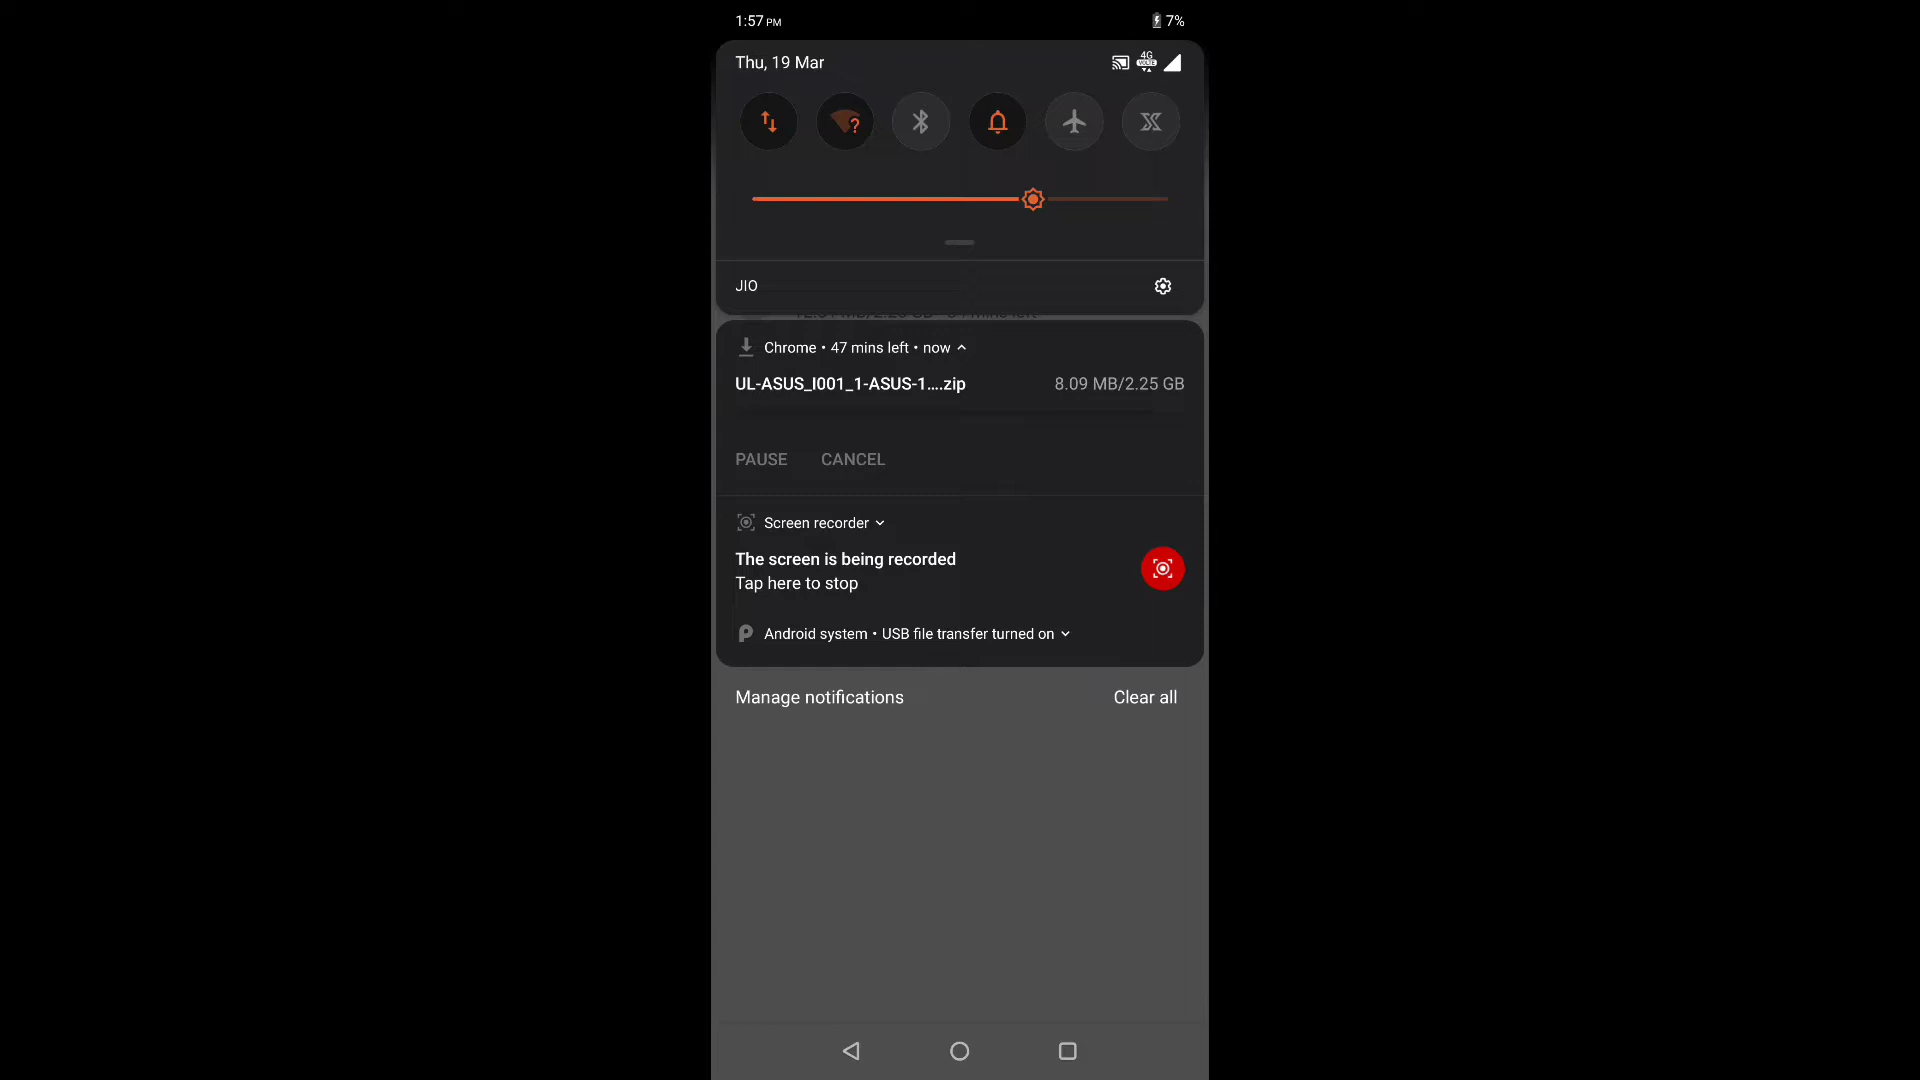 1:57 PM 7%
Thu, 19 Mar 4G VOLTE
?
JIO
Chrome • 47 mins left • now
UL-ASUS_I001_1-ASUS-1....zip 8.09 MB/2.25 GB
PAUSE CANCEL
Screen recorder
The screen is being recorded
Tap here to stop
Android system • USB file transfer turned on
Manage notifications Clear all